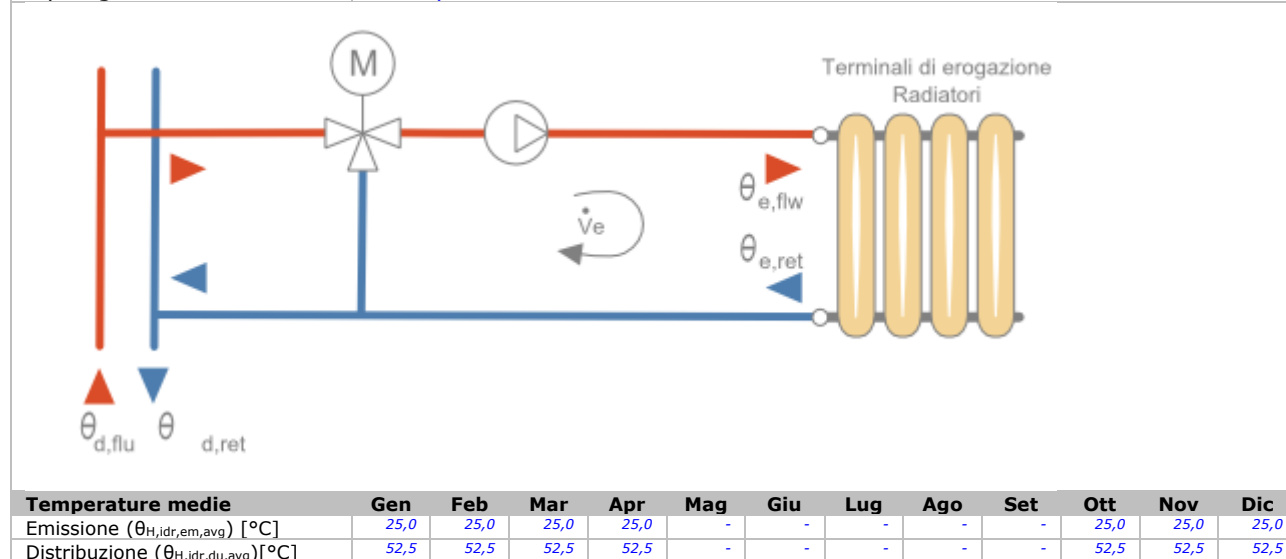 M
Terminali di erogazione
Radiatori
θe,flw
V̇e
θe,ret
θd,flu θ d,ret
Temperature medie Gen Feb Mar Apr Mag Giu Lug Ago Set Ott Nov Dic
Emissione (θH,idr,em,avg) [°C] 25,0 25,0 25,0 25,0 - - - - - 25,0 25,0 25,0
Distribuzione (θH,idr,du,avg)[°C] 52,5 52,5 52,5 52,5 - - - - - 52,5 52,5 52,5